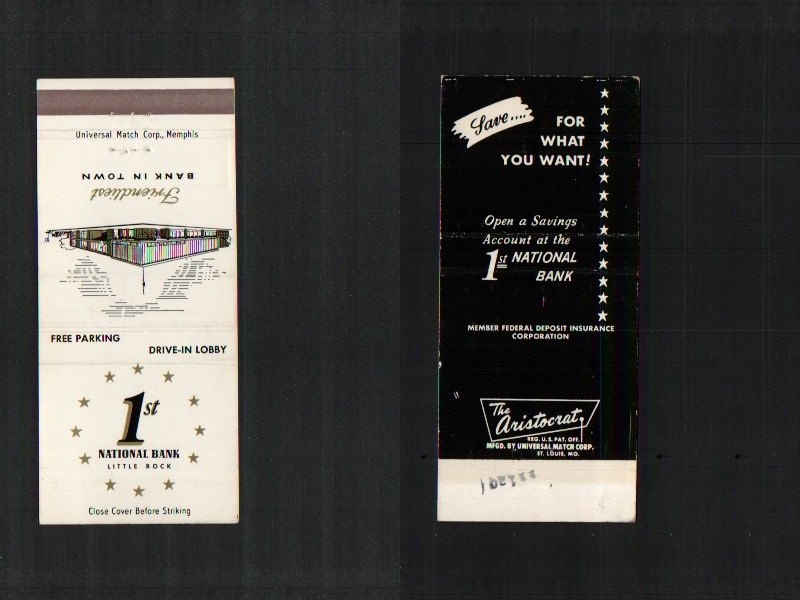 Universal Match Corp., Memphis
Friendliest
BANK IN TOWN
FREE PARKING
DRIVE-IN LOBBY
1st
NATIONAL BANK
LITTLE ROCK
Close Cover Before Striking
Save....
FOR
WHAT
YOU WANT!
Open a Savings
Account at the
1st NATIONAL
BANK
MEMBER FEDERAL DEPOSIT INSURANCE
CORPORATION
The
Aristocrat
REG. U.S. PAT. OFF.
MFGD. BY UNIVERSAL MATCH CORP.
ST. LOUIS, MO.